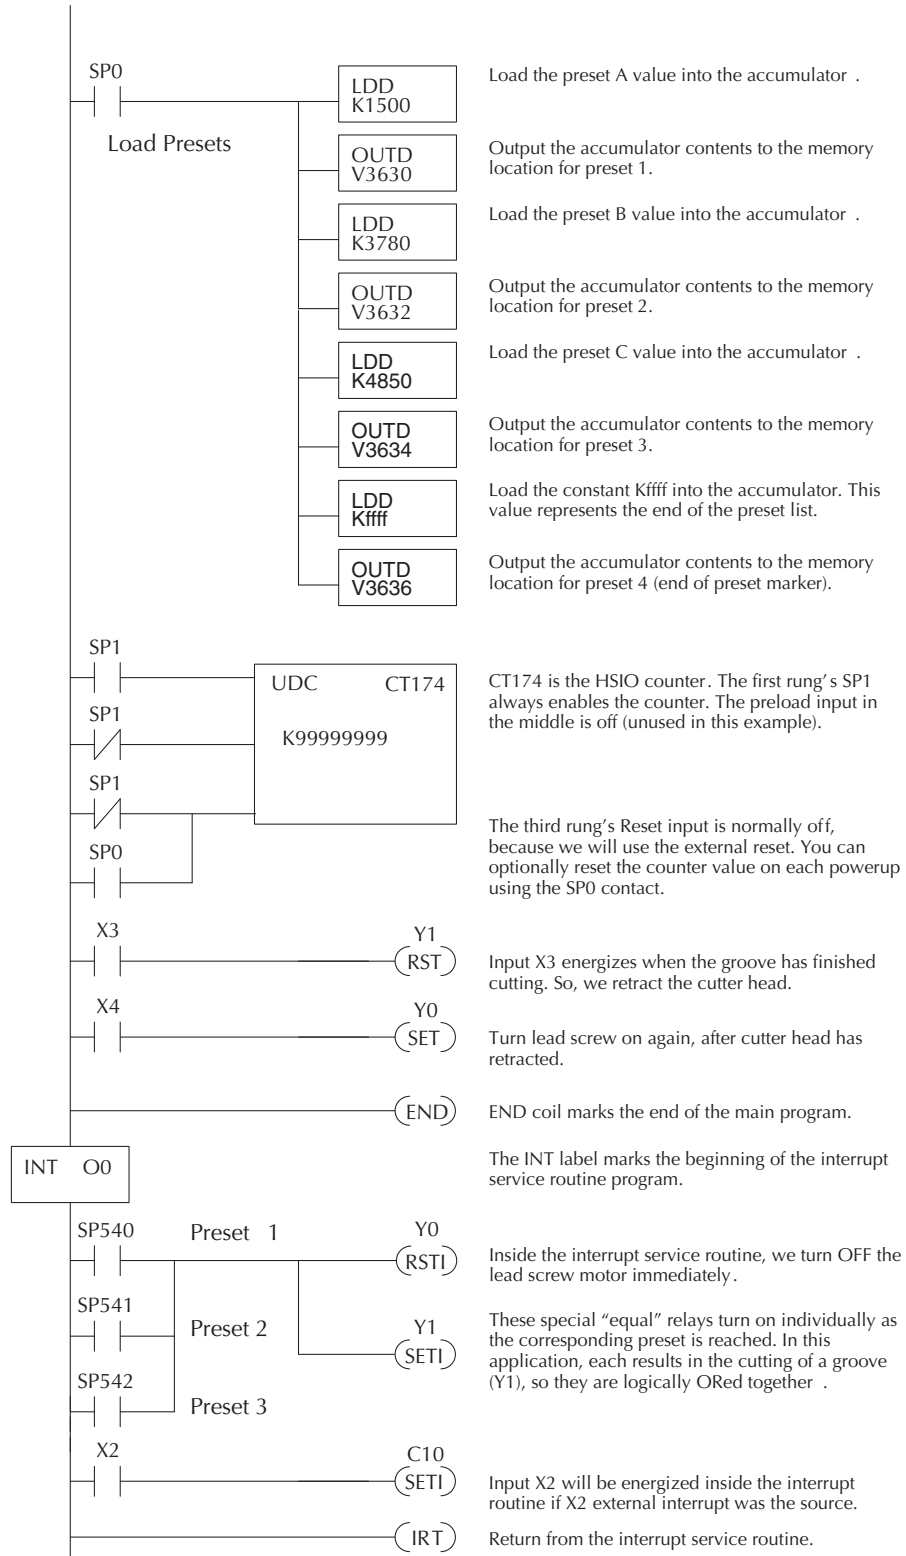 SP0
LDD
K1500
Load the preset A value into the accumulator .
Load Presets
OUTD
V3630
Output the accumulator contents to the memory
location for preset 1.
LDD
K3780
Load the preset B value into the accumulator .
OUTD
V3632
Output the accumulator contents to the memory
location for preset 2.
LDD
K4850
Load the preset C value into the accumulator .
OUTD
V3634
Output the accumulator contents to the memory
location for preset 3.
LDD
Kffff
Load the constant Kffff into the accumulator. This
value represents the end of the preset list.
OUTD
V3636
Output the accumulator contents to the memory
location for preset 4 (end of preset marker).
SP1
UDC CT174
K99999999
SP1
SP1
SP0
CT174 is the HSIO counter. The first rung's SP1
always enables the counter. The preload input in
the middle is off (unused in this example).
The third rung's Reset input is normally off,
because we will use the external reset. You can
optionally reset the counter value on each powerup
using the SP0 contact.
X3
Y1
RST
Input X3 energizes when the groove has finished
cutting. So, we retract the cutter head.
X4
Y0
SET
Turn lead screw on again, after cutter head has
retracted.
END
END coil marks the end of the main program.
INT O0
The INT label marks the beginning of the interrupt
service routine program.
SP540
Preset 1
Y0
RSTI
Inside the interrupt service routine, we turn OFF the
lead screw motor immediately.
SP541
Preset 2
Y1
SETI
These special “equal” relays turn on individually as
the corresponding preset is reached. In this
application, each results in the cutting of a groove
(Y1), so they are logically ORed together .
SP542
Preset 3
X2
C10
SETI
Input X2 will be energized inside the interrupt
routine if X2 external interrupt was the source.
IRT
Return from the interrupt service routine.